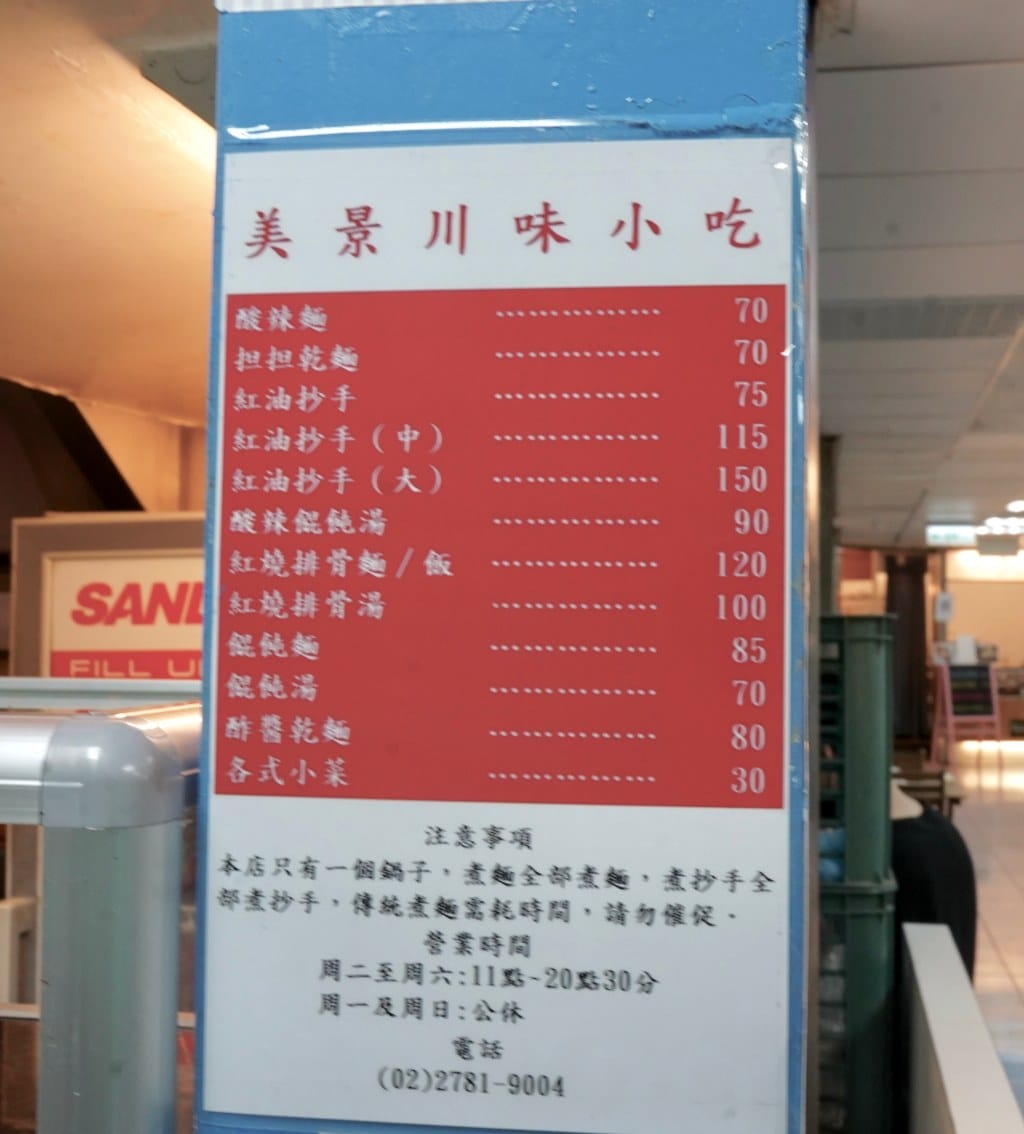 美景川味小吃
酸辣麵 ............... 70
担担乾麵 ............... 70
紅油抄手 ............... 75
紅油抄手（中） ............... 115
紅油抄手（大） ............... 150
酸辣餛飩湯 ............... 90
紅燒排骨麵/飯 ............... 120
紅燒排骨湯 ............... 100
餛飩麵 ............... 85
餛飩湯 ............... 70
酢醬乾麵 ............... 80
各式小菜 ............... 30
注意事項
本店只有一個鍋子，煮麵全部煮麵，煮抄手全
部煮抄手，傳統煮麵需耗時間，請勿催促．
營業時間
周二至周六:11點~20點30分
周一及周日:公休
電話
(02)2781-9004
SAND
FILL U